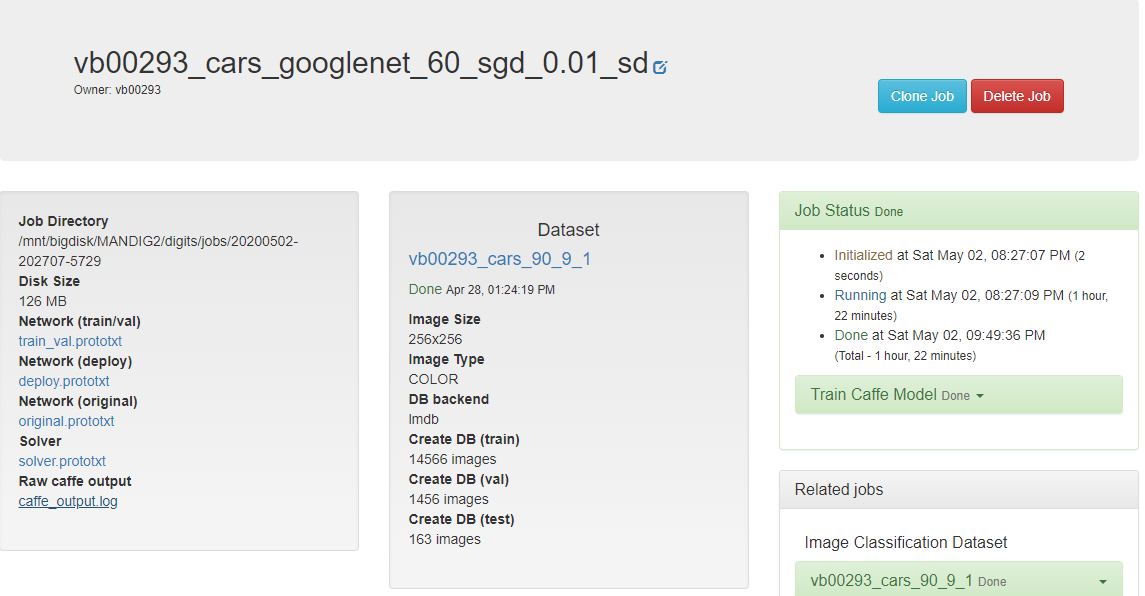 vb00293_cars_googlenet_60_sgd_0.01_sd
Owner: vb00293
Clone Job
Delete Job
Job Directory
/mnt/bigdisk/MANDIG2/digits/jobs/20200502-
202707-5729
Disk Size
126 MB
Network (train/val)
train_val.prototxt
Network (deploy)
deploy.prototxt
Network (original)
original.prototxt
Solver
solver.prototxt
Raw caffe output
caffe_output.log
Dataset
vb00293_cars_90_9_1
Done Apr 28, 01:24:19 PM
Image Size
256x256
Image Type
COLOR
DB backend
lmdb
Create DB (train)
14566 images
Create DB (val)
1456 images
Create DB (test)
163 images
Job Status Done
Initialized at Sat May 02, 08:27:07 PM (2
seconds)
Running at Sat May 02, 08:27:09 PM (1 hour,
22 minutes)
Done at Sat May 02, 09:49:36 PM
(Total - 1 hour, 22 minutes)
Train Caffe Model Done
Related jobs
Image Classification Dataset
vb00293_cars_90_9_1 Done